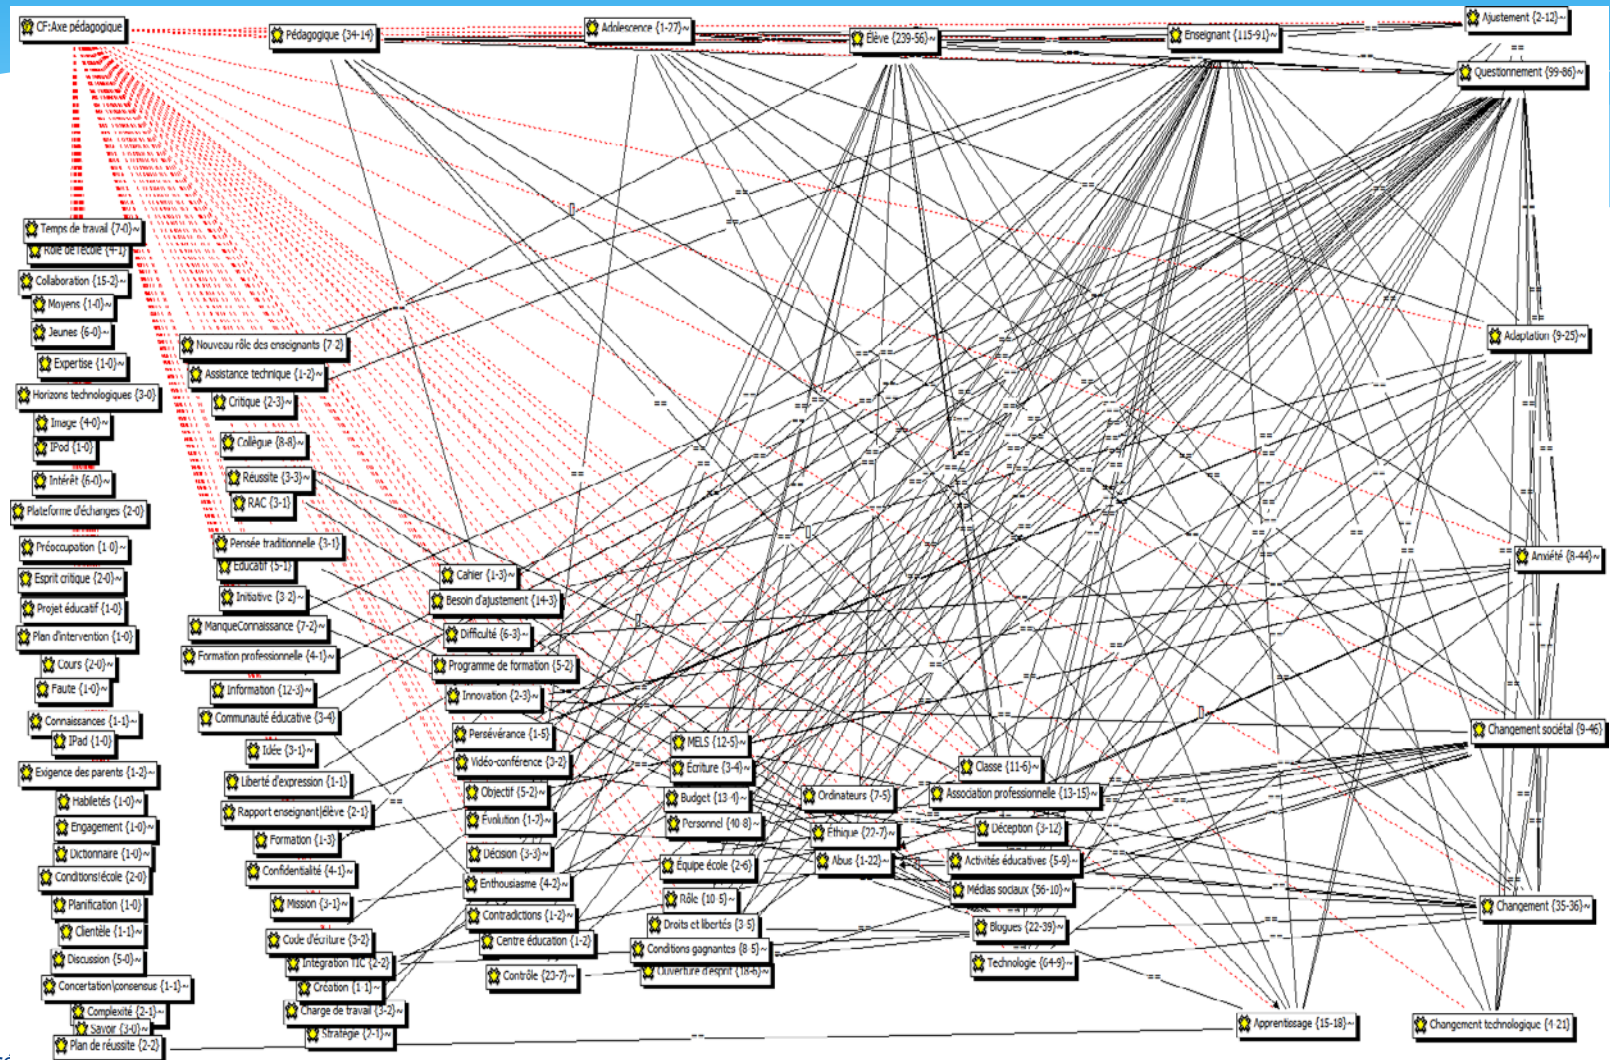 CF:Axe pédagogique
Pédagogique {34-14}
Adolescence {1-27}~
Élève {239-56}~
Enseignant {115-91}~
Ajustement {2-12}~
Questionnement {99-86}~
Temps de travail {7-0}~
Rôle de l'école {4-1}
Collaboration {15-2}~
Moyens {1-0}~
Jeunes {6-0}~
Expertise {1-0}~
Horizons technologiques {3-0}
Image {4-0}~
IPod {1-0}
Intérêt {6-0}~
Plateforme d'échanges {2-0}
Préoccupation {1-0}~
Esprit critique {2-0}~
Projet éducatif {1-0}
Plan d'intervention {1-0}
Cours {2-0}~
Faute {1-0}~
Connaissances {1-1}~
IPad {1-0}
Exigence des parents {1-2}~
Habiletés {1-0}~
Engagement {1-0}~
Dictionnaire {1-0}~
Conditions!école {2-0}
Planification {1-0}
Clientèle {1-1}~
Discussion {5-0}~
Concertation\consensus {1-1}~
Complexité {2-1}~
Savoir {3-0}~
Plan de réussite {2-2}
Nouveau rôle des enseignants {7-2}
Assistance technique {1-2}~
Critique {2-3}~
Collègue {8-8}~
Réussite {3-3}~
RAC {3-1}
Pensée traditionnelle {3-1}
Éducatif {5-1}
Initiative {3-2}~
ManqueConnaissance {7-2}~
Formation professionnelle {4-1}~
Information {12-3}~
Communauté éducative {3-4}
Idée {3-1}~
Liberté d'expression {1-1}
Rapport enseignant|élève {2-1}
Formation {1-3}~
Confidentialité {4-1}~
Mission {3-1}~
Code d'écriture {3-2}
Intégration TIC {2-2}
Création {1-1}~
Charge de travail {3-2}~
Stratégie {2-1}~
Cahier {1-3}~
Besoin d'ajustement {14-3}
Difficulté {6-3}~
Programme de formation {5-2}
Innovation {2-3}~
Persévérance {1-5}
Vidéo-conférence {3-2}
Objectif {5-2}~
Évolution {1-2}~
Décision {3-3}~
Enthousiasme {4-2}~
Contradictions {1-2}~
Centre éducation {1-2}
Contrôle {23-7}~
MELS {12-5}~
Écriture {3-4}~
Budget {13-4}~
Personnel {40-8}~
Équipe école {2-6}
Rôle {10-5}~
Droits et libertés {3-5}
Conditions gagnantes {8-5}~
Ouverture d'esprit {18-6}~
Ordinateurs {7-5}
Éthique {22-7}~
Abus {1-22}~
Classe {11-6}~
Association professionnelle {13-15}~
Déception {3-12}
Activités éducatives {5-9}~
Médias sociaux {56-10}~
Blogues {22-39}~
Technologie {64-9}~
Adaptation {9-25}~
Anxiété {8-44}~
Changement sociétal {9-46}
Changement {35-36}~
Apprentissage {15-18}~
Changement technologique {4-21}